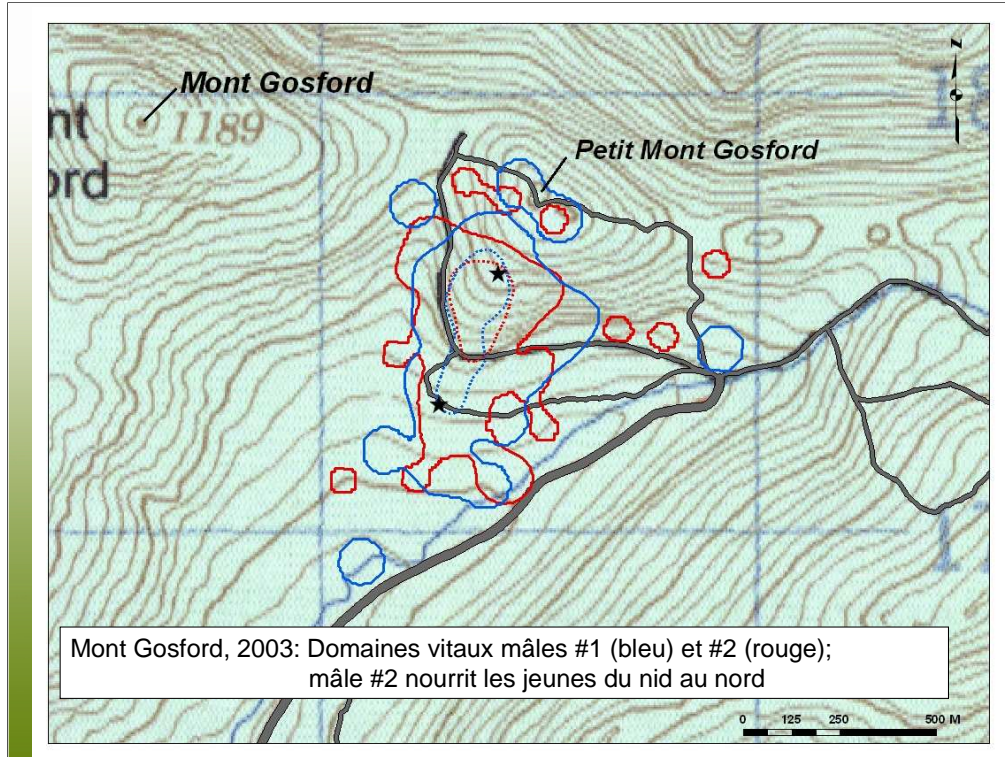 Mont Gosford
nt
1189
ord
Petit Mont Gosford
Mont Gosford, 2003: Domaines vitaux mâles #1 (bleu) et #2 (rouge);
mâle #2 nourrit les jeunes du nid au nord
0 125 250 500 M